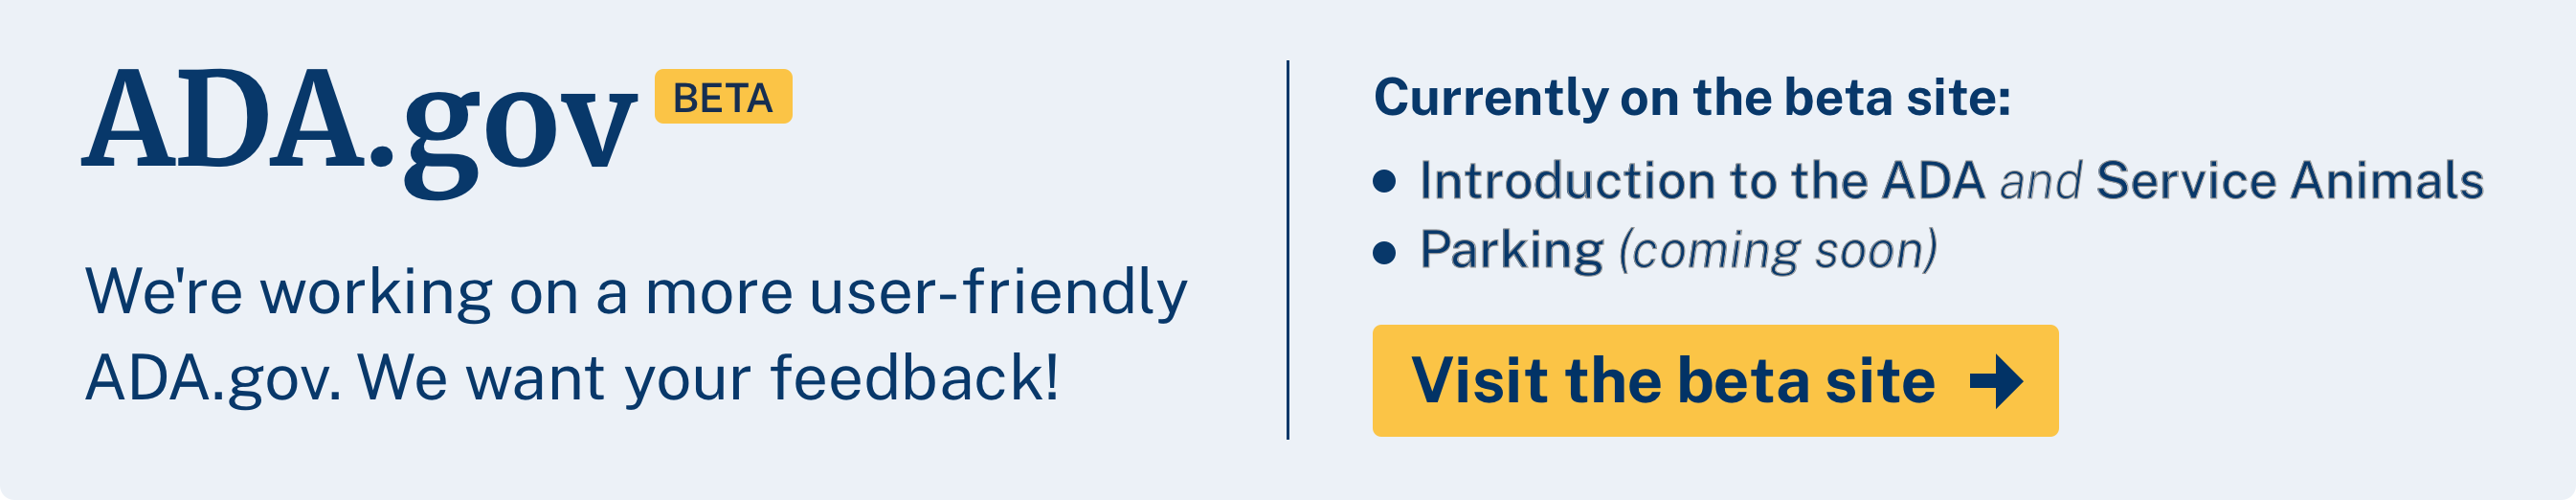 ADA.gov BETA
We're working on a more user-friendly
ADA.gov. We want your feedback!
Currently on the beta site:
• Introduction to the ADA and Service Animals
• Parking (coming soon)
Visit the beta site